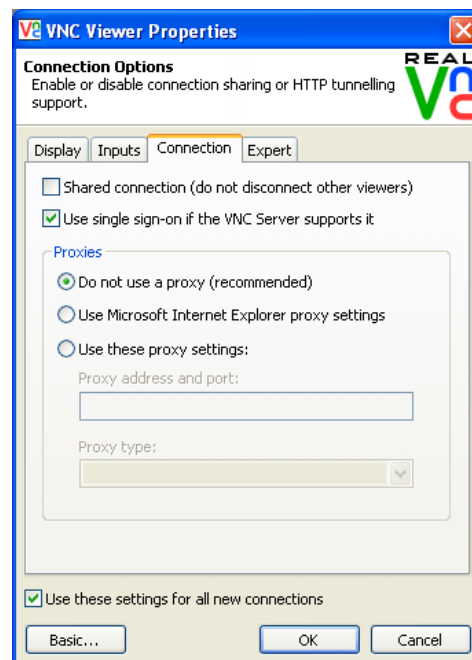 VNC Viewer Properties
Connection Options
Enable or disable connection sharing or HTTP tunnelling
support.
REAL
VNC
Display Inputs Connection Expert
Shared connection (do not disconnect other viewers)
Use single sign-on if the VNC Server supports it
Proxies
Do not use a proxy (recommended)
Use Microsoft Internet Explorer proxy settings
Use these proxy settings:
Proxy address and port:
Proxy type:
Use these settings for all new connections
Basic... OK Cancel